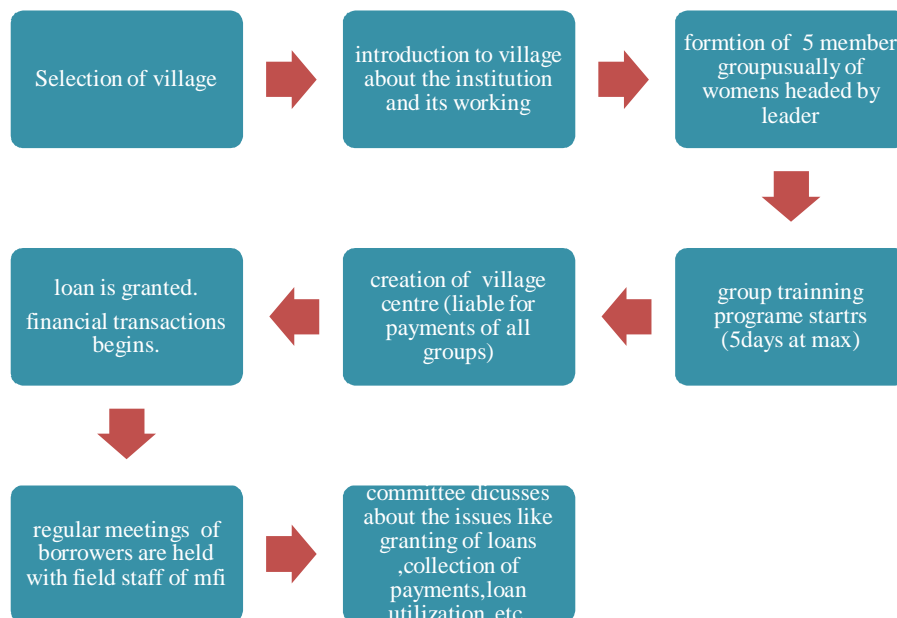 Selection of village
introduction to village
about the institution
and its working
formtion of 5 member
groupusually of
womens headed by
leader
group trainning
programe startrs
(5days at max)
creation of village
centre (liable for
payments of all
groups)
loan is granted.
financial transactions
begins.
regular meetings of
borrowers are held
with field staff of mfi
committee dicusses
about the issues like
granting of loans
,collection of
payments,loan
utilization etc